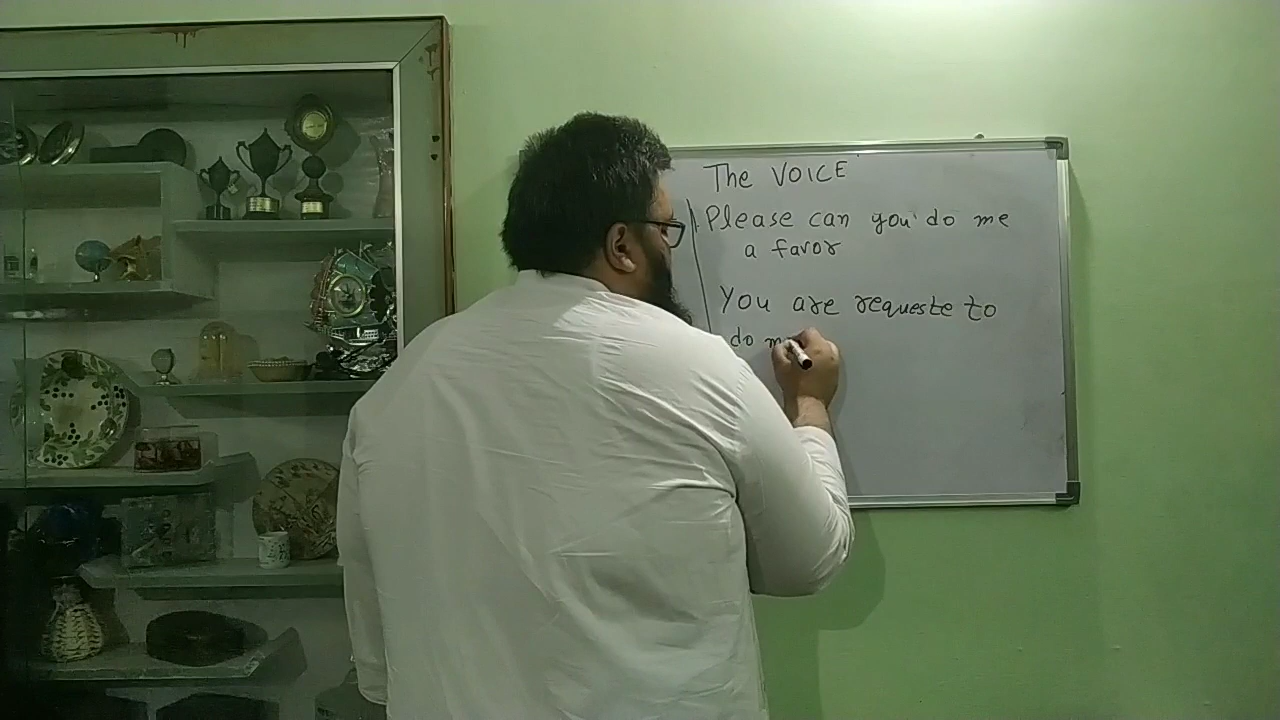 The VOICE
Please can you do me
a favor
You are requeste to
do m